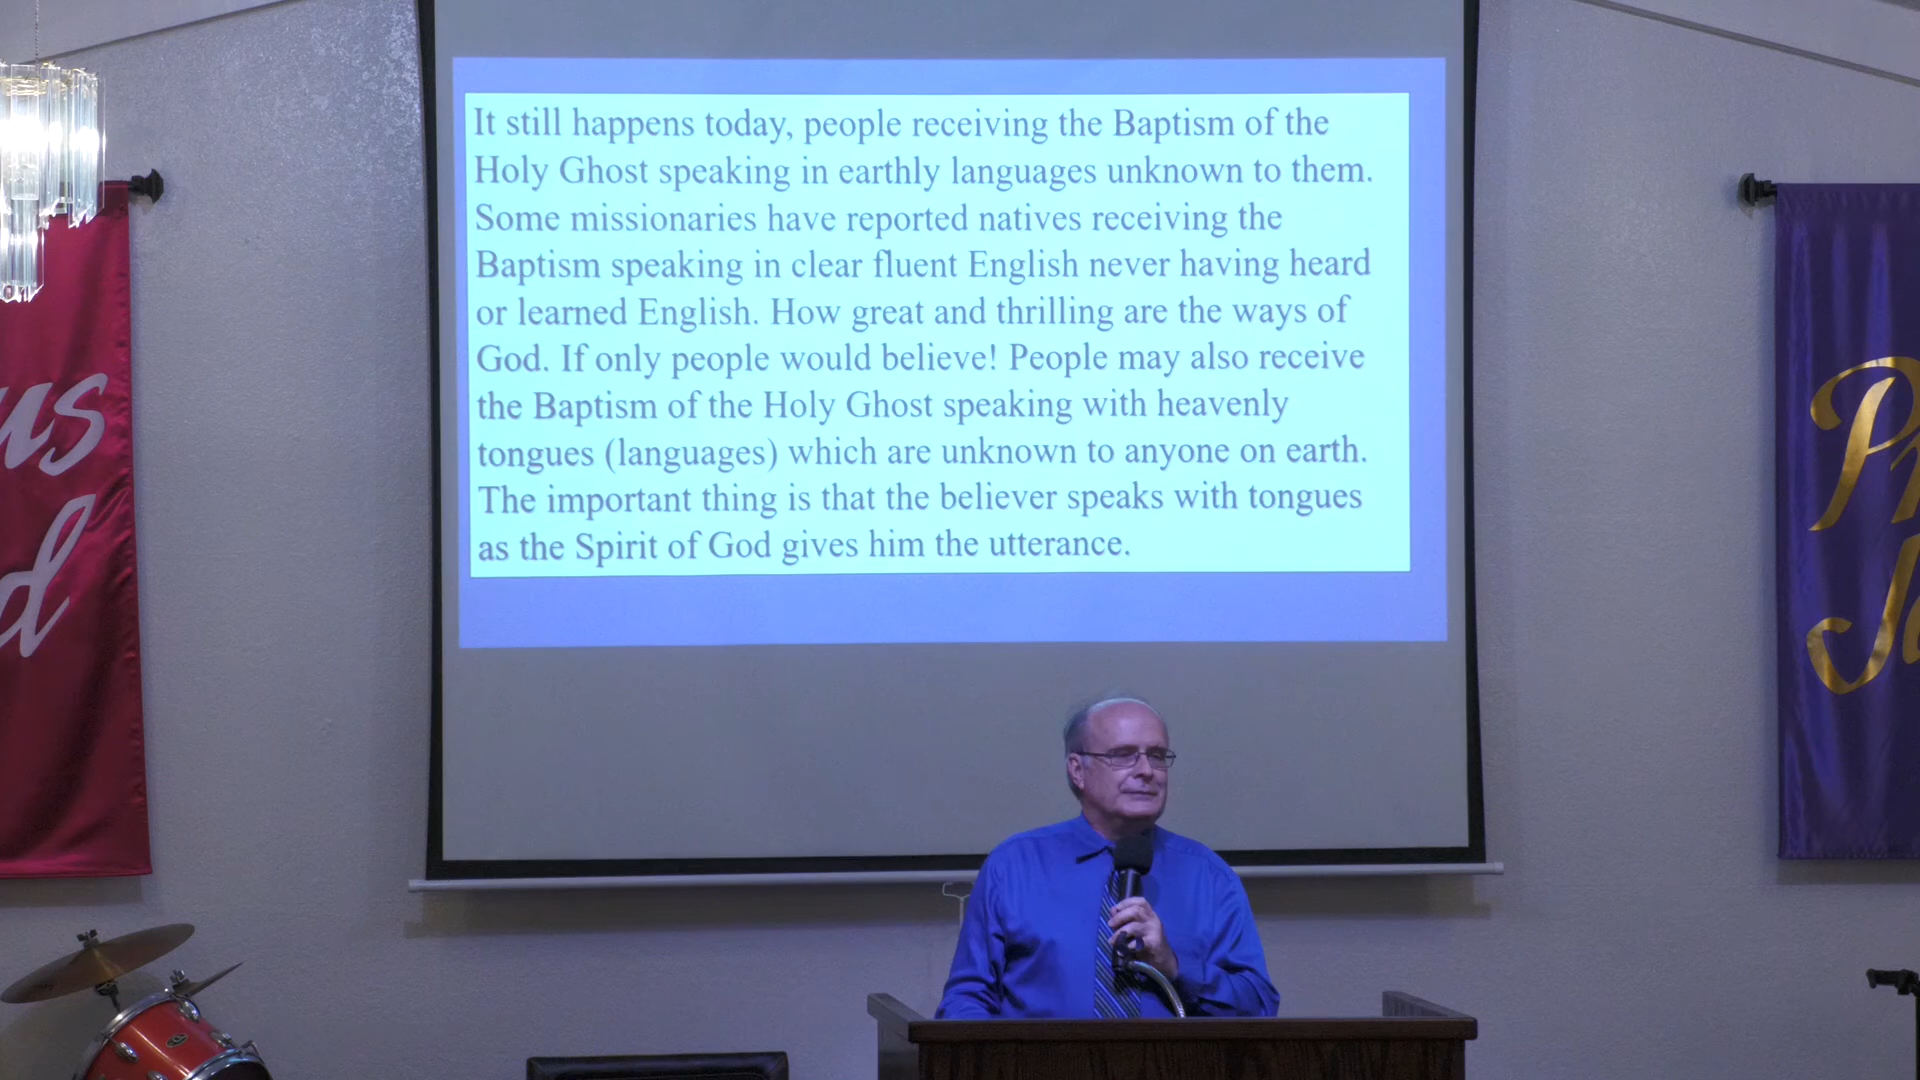 It still happens today, people receiving the Baptism of the
Holy Ghost speaking in earthly languages unknown to them.
Some missionaries have reported natives receiving the
Baptism speaking in clear fluent English never having heard
or learned English. How great and thrilling are the ways of
God. If only people would believe! People may also receive
the Baptism of the Holy Ghost speaking with heavenly
tongues (languages) which are unknown to anyone on earth.
The important thing is that the believer speaks with tongues
as the Spirit of God gives him the utterance.